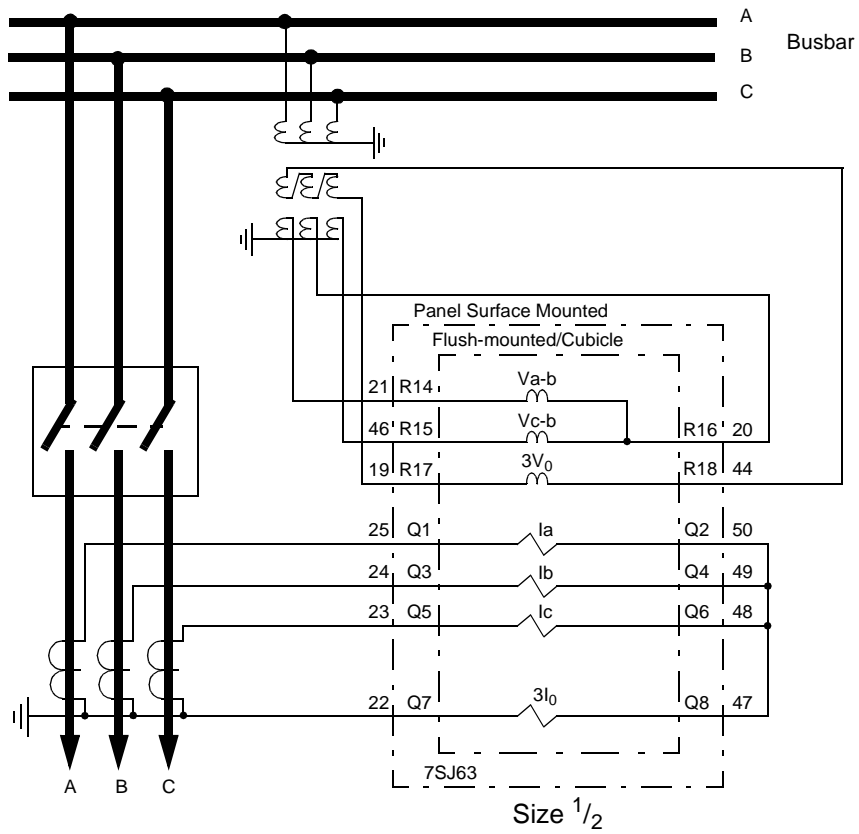 A
B Busbar
C
Panel Surface Mounted
Flush-mounted/Cubicle
21 R14 Va-b
46 R15 Vc-b R16 20
19 R17 3V0 R18 44
25 Q1 Ia Q2 50
24 Q3 Ib Q4 49
23 Q5 Ic Q6 48
22 Q7 3I0 Q8 47
7SJ63
A B C
Size 1/2